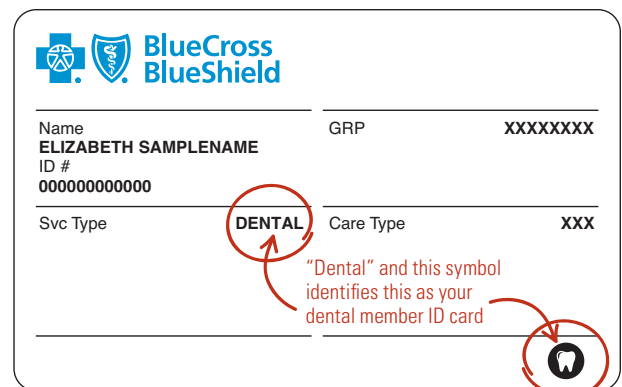 BlueCross
BlueShield
Name
ELIZABETH SAMPLENAME
ID #
000000000000
GRP XXXXXXXX
Svc Type DENTAL
Care Type XXX
"Dental" and this symbol
identifies this as your
dental member ID card